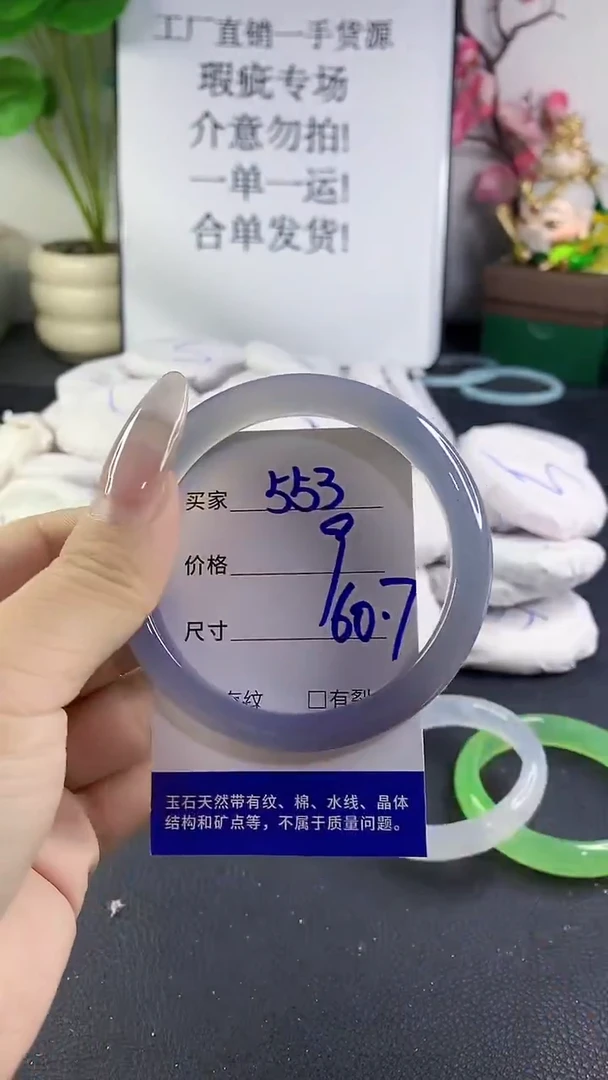 工厂直销一手货源
瑕疵专场
介意勿拍!
一单一运!
合单发货!
买家 553
价格 9
尺寸 60.7
有纹 □有裂
玉石天然带有纹、棉、水线、晶体
结构和矿点等，不属于质量问题。